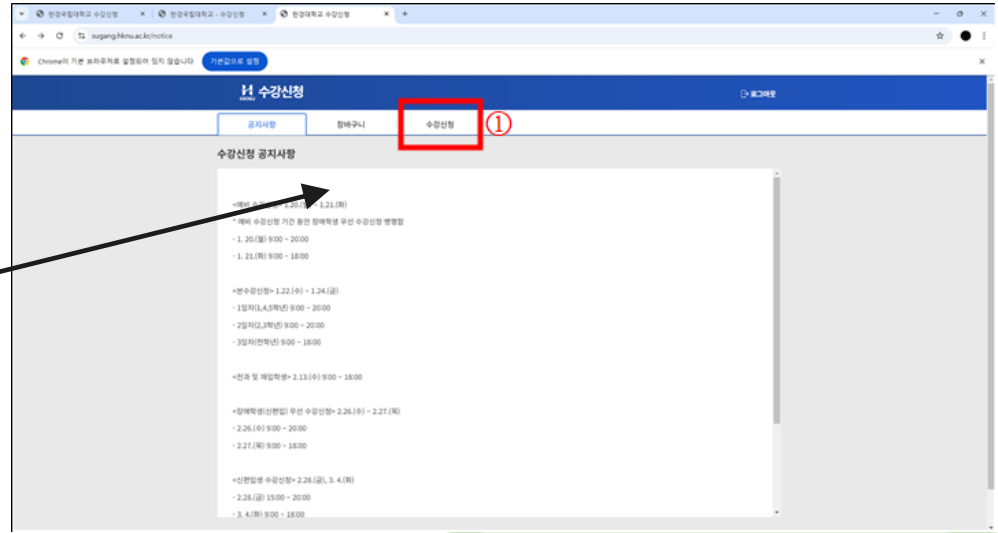 한경국립대학교 수강신청
한경국립대학교 - 수강신청
한경대학교 수강신청
sugang.hknu.ac.kr/notice
Chrome이 기본 브라우저로 설정되어 있지 않습니다 기본값으로 설정
수강신청
로그아웃
공지사항 장바구니 수강신청 ①
수강신청 공지사항
<예비 1.20.( ~ 1.21.(화)
* 예비 수강신청 기간 동안 장애학생 우선 수강신청 병행함
- 1. 20.(월) 9:00 ~ 20:00
- 1. 21.(화) 9:00 ~ 18:00
<본수강신청> 1.22.(수) ~ 1.24.(금)
- 1일차(1,4,5학년) 9:00 ~ 20:00
- 2일차(2,3학년) 9:00 ~ 20:00
- 3일차(전학년) 9:00 ~ 18:00
<전과 및 재입학생> 2.13.(수) 9:00 ~ 18:00
<장애학생(신편입) 우선 수강신청> 2.26.(수) ~ 2.27.(목)
- 2.26.(수) 9:00 ~ 20:00
- 2.27.(목) 9:00 ~ 18:00
<신편입생 수강신청> 2.28.(금), 3. 4.(화)
- 2.28.(금) 15:00 ~ 20:00
- 3. 4.(화) 9:00 ~ 18:00